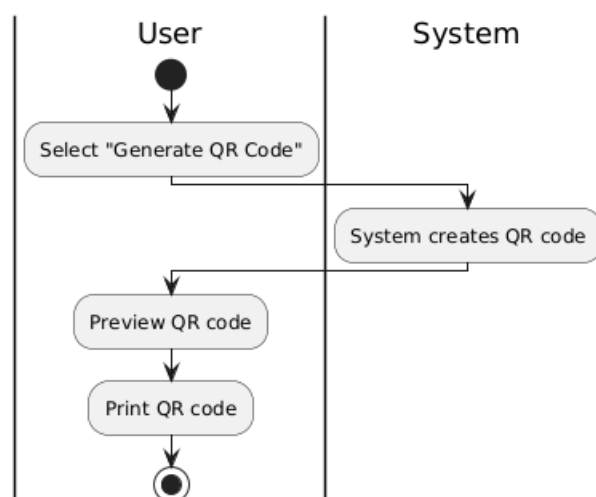 User
System
Select "Generate QR Code"
System creates QR code
Preview QR code
Print QR code